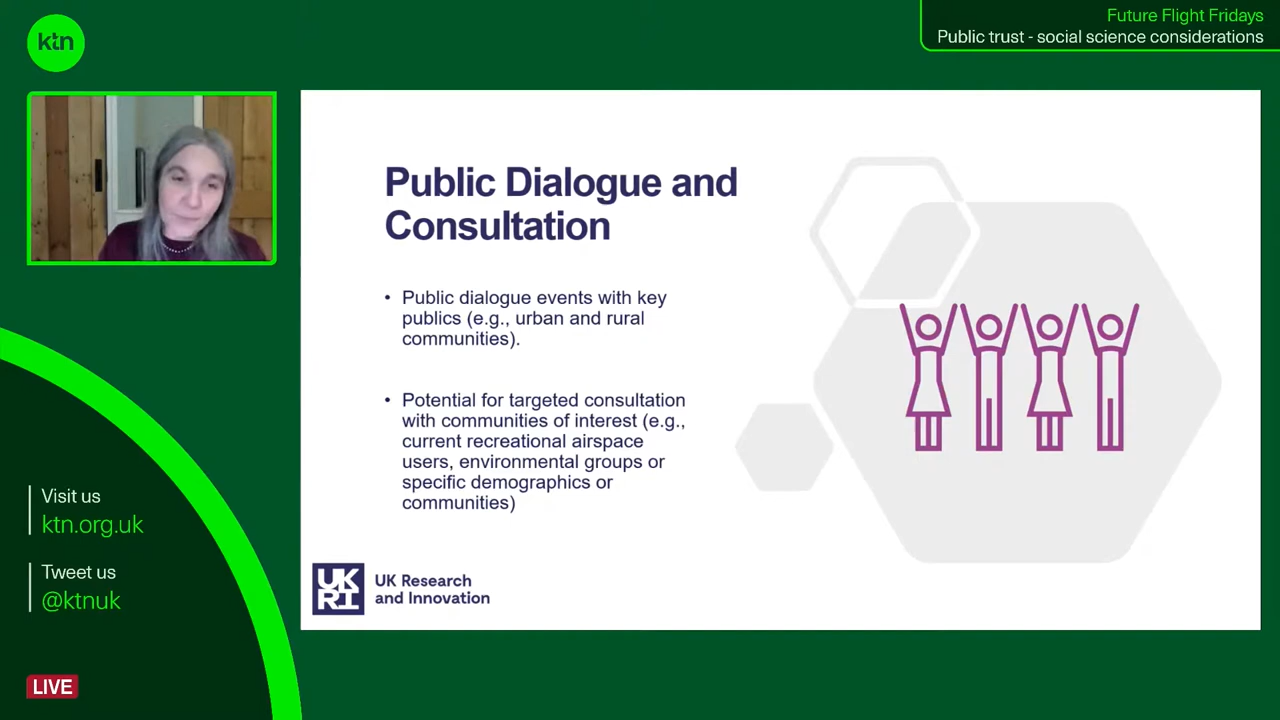 ktn
Future Flight Fridays
Public trust - social science considerations
Public Dialogue and
Consultation
• Public dialogue events with key
publics (e.g., urban and rural
communities).
• Potential for targeted consultation
with communities of interest (e.g.,
current recreational airspace
users, environmental groups or
specific demographics or
communities)
UK
RI
UK Research
and Innovation
Visit us
ktn.org.uk
Tweet us
@ktnuk
LIVE